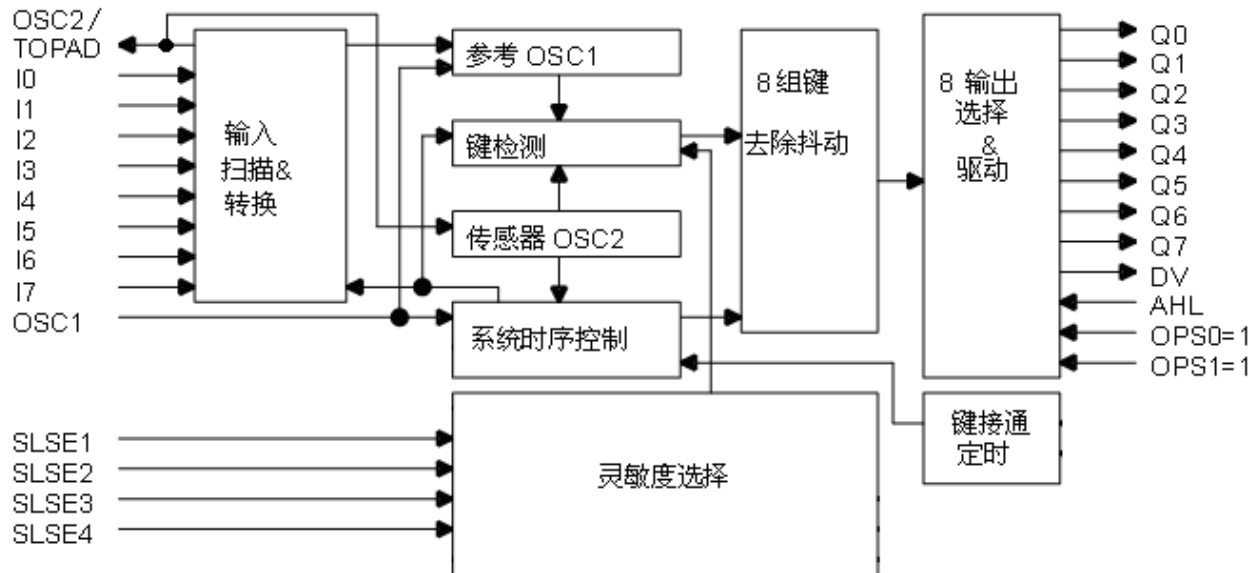 OSC2/
TOPAD
I0
I1
I2
I3
I4
I5
I6
I7
OSC1
SLSE1
SLSE2
SLSE3
SLSE4
输入
扫描&
转换
参考 OSC1
键检测
传感器 OSC2
系统时序控制
灵敏度选择
8 组键
去除抖动
8 输出
选择
&
驱动
键接通
定时
Q0
Q1
Q2
Q3
Q4
Q5
Q6
Q7
DV
AHL
OPS0=1
OPS1=1